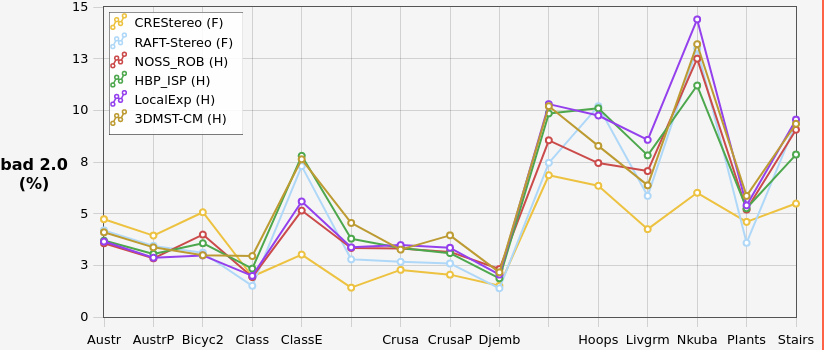 15
CREStereo (F)
RAFT-Stereo (F)
NOSS_ROB (H)
HBP_ISP (H)
LocalExp (H)
3DMST-CM (H)
13
10
8
5
3
0
bad 2.0
(%)
Austr AustrP Bicyc2 Class ClassE Crusa CrusaP Djemb Hoops Livgrm Nkuba Plants Stairs